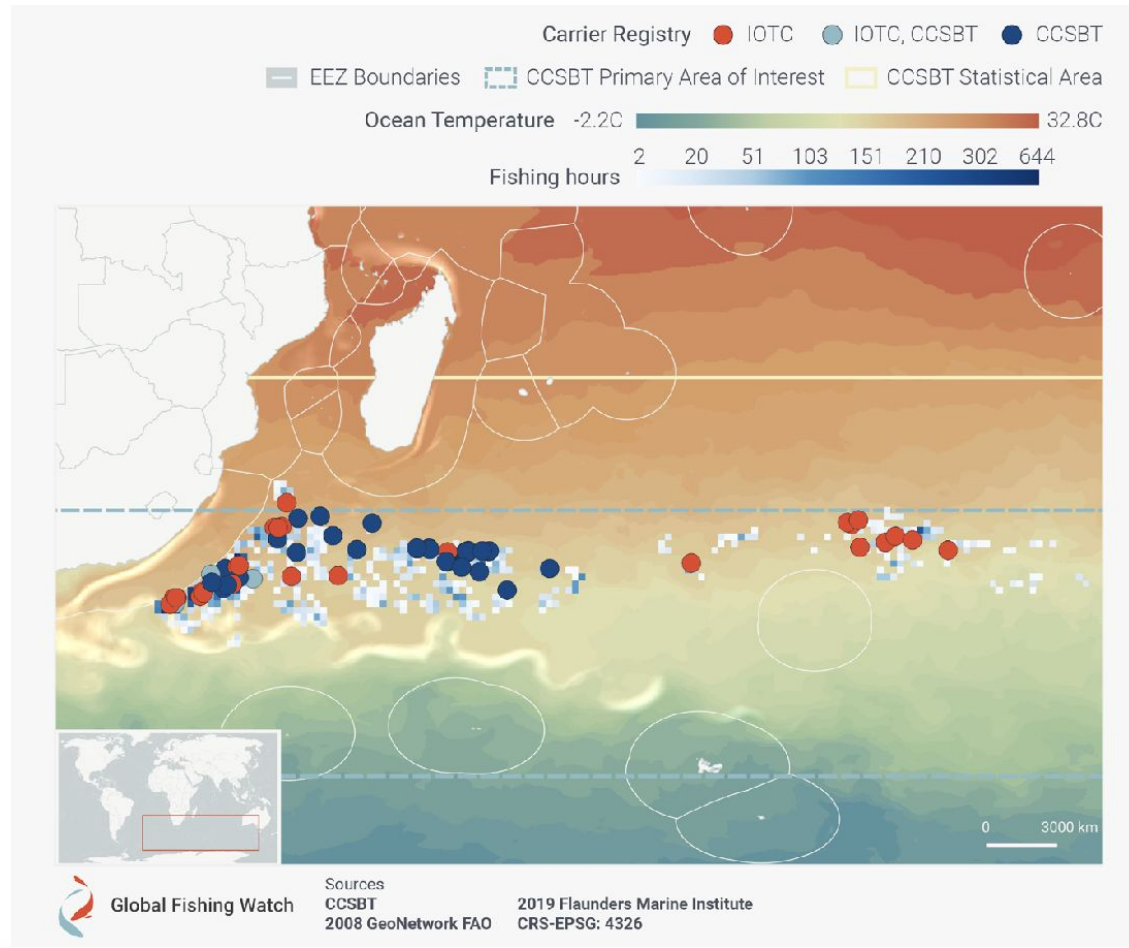 Carrier Registry IOTC IOTC, CCSBT CCSBT
EEZ Boundaries CCSBT Primary Area of Interest CCSBT Statistical Area
Ocean Temperature -2.2C 32.8C
2 20 51 103 151 210 302 644
Fishing hours
0 3000 km
Global Fishing Watch
Sources
CCSBT
2008 GeoNetwork FAO
2019 Flaunders Marine Institute
CRS-EPSG: 4326